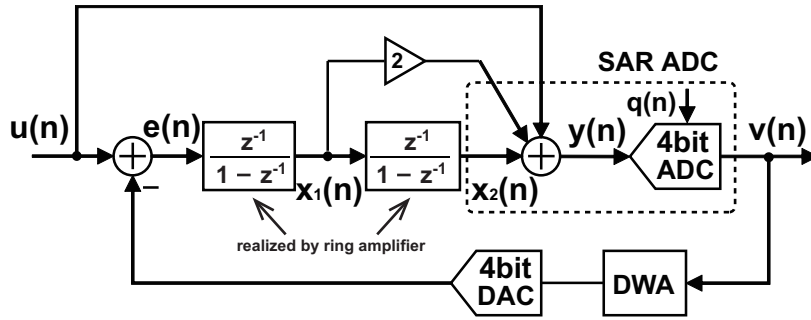 2
SAR ADC
u(n)
e(n)
z⁻¹
1 − z⁻¹
x₁(n)
z⁻¹
1 − z⁻¹
x₂(n)
y(n)
q(n)
4bit
ADC
v(n)
−
realized by ring amplifier
4bit
DAC
DWA